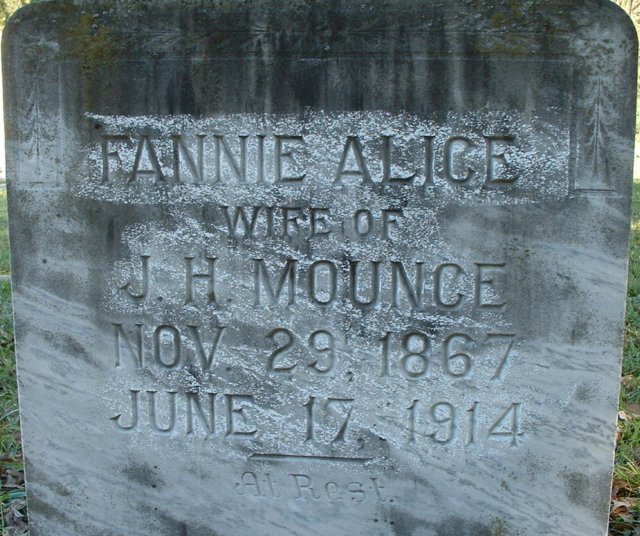 FANNIE ALICE
WIFE OF
J. H. MOUNCE
NOV. 29, 1867
JUNE 17, 1914
At Rest.